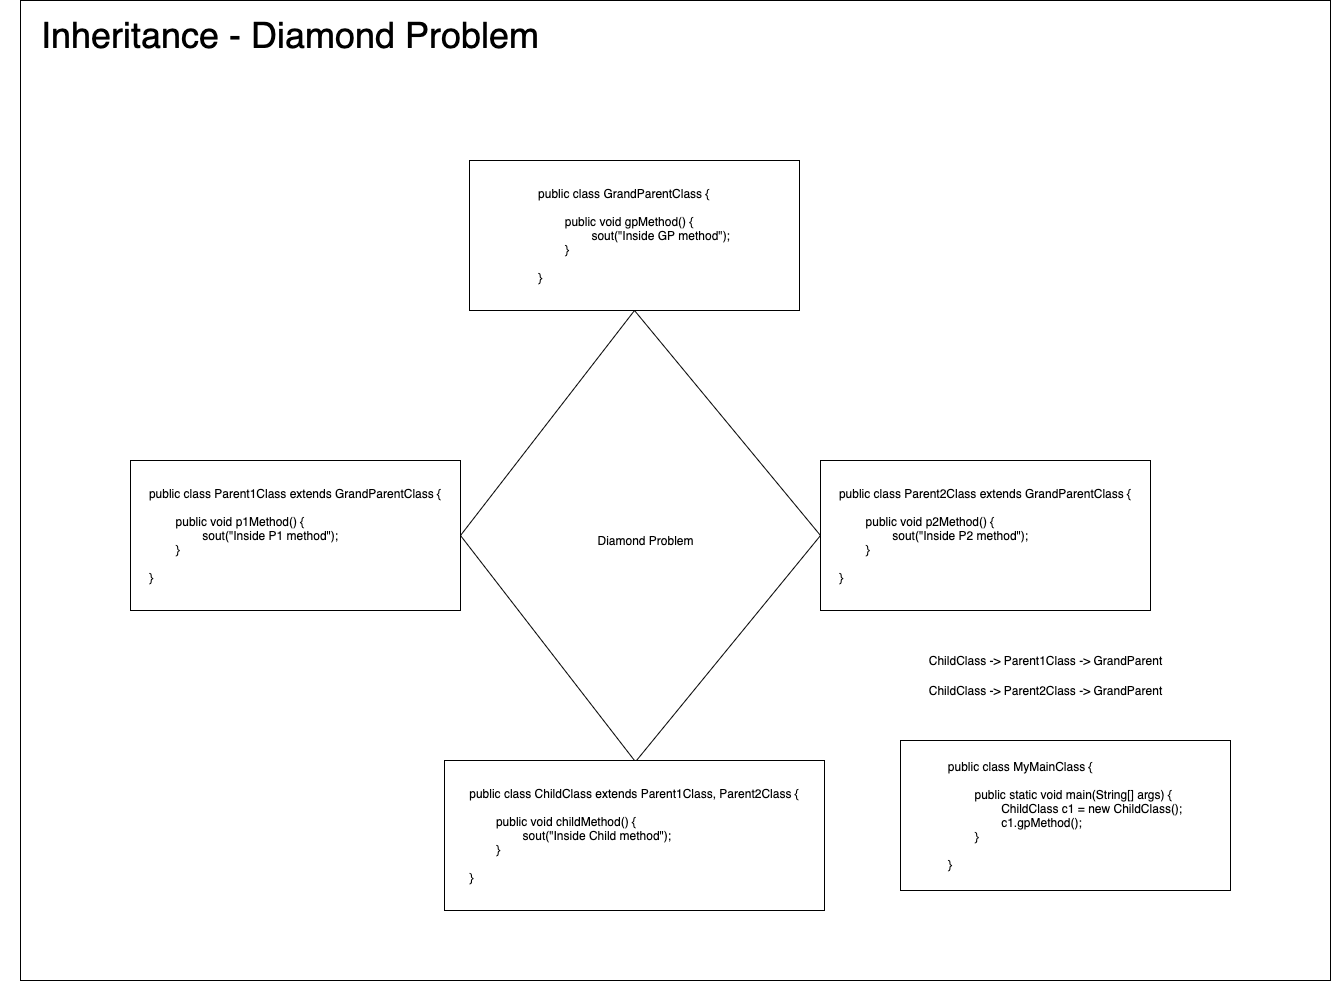 Inheritance - Diamond Problem
public class GrandParentClass {
public void gpMethod() {
sout("Inside GP method");
}
}
public class Parent1Class extends GrandParentClass {
public void p1Method() {
sout("Inside P1 method");
}
}
Diamond Problem
public class Parent2Class extends GrandParentClass {
public void p2Method() {
sout("Inside P2 method");
}
}
ChildClass -> Parent1Class -> GrandParent
ChildClass -> Parent2Class -> GrandParent
public class ChildClass extends Parent1Class, Parent2Class {
public void childMethod() {
sout("Inside Child method");
}
}
public class MyMainClass {
public static void main(String[] args) {
ChildClass c1 = new ChildClass();
c1.gpMethod();
}
}